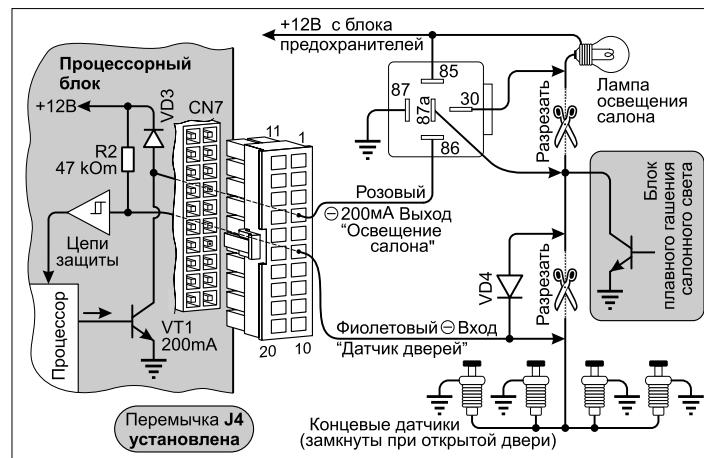 +12В с блока
предохранителей
Процессорный
блок
+12В
VD3
CN7
R2
47 kOm
Цепи
защиты
Процессор
VT1
200mA
11
1
20
10
85
87
87а
30
86
Розовый
⊖200мА Выход
“Освещение
салона"
Фиолетовый ⊖ Вход
“Датчик дверей”
VD4
Разрезать
Разрезать
Лампа
освещения
салона
Блок
плавного гашения
салонного света
Концевые датчики
(замкнуты при открытой двери)
Перемычка J4
установлена